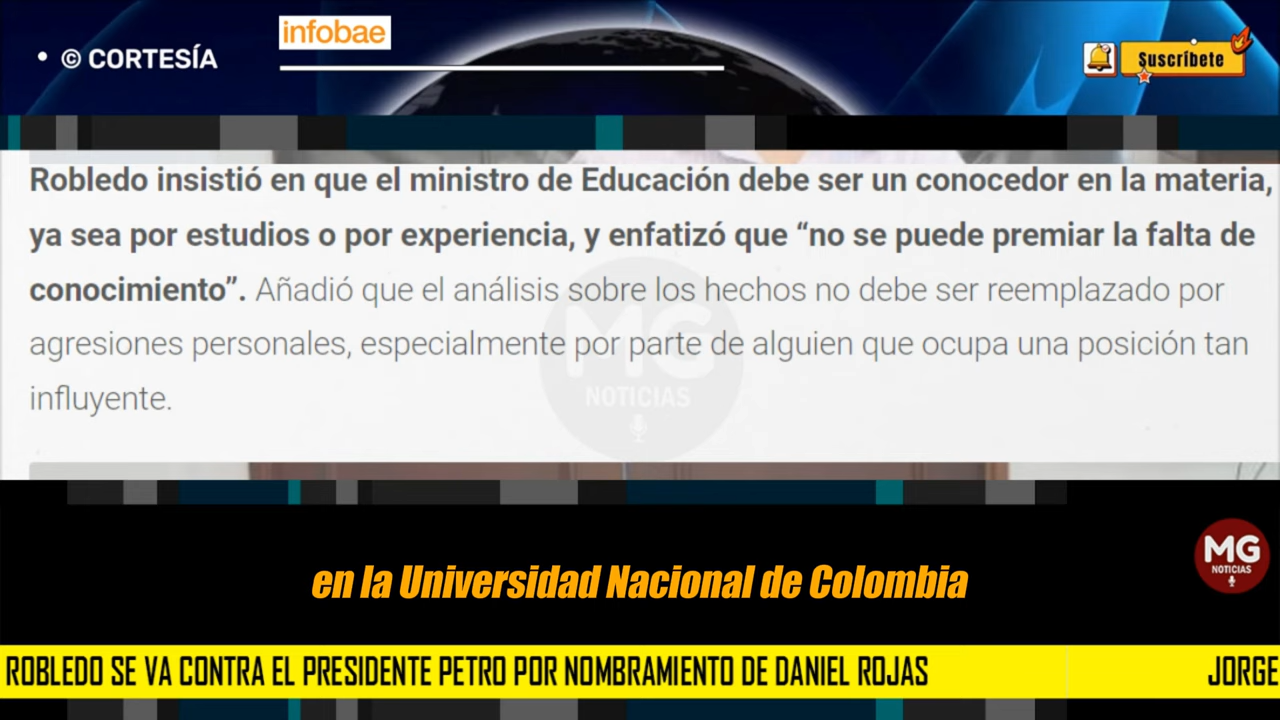 infobae
• © CORTESÍA
Suscríbete
Robledo insistió en que el ministro de Educación debe ser un conocedor en la materia,
ya sea por estudios o por experiencia, y enfatizó que “no se puede premiar la falta de
conocimiento”. Añadió que el análisis sobre los hechos no debe ser reemplazado por
agresiones personales, especialmente por parte de alguien que ocupa una posición tan
influyente.
MG
NOTICIAS
MG
NOTICIAS
en la Universidad Nacional de Colombia
ROBLEDO SE VA CONTRA EL PRESIDENTE PETRO POR NOMBRAMIENTO DE DANIEL ROJAS
JORGE